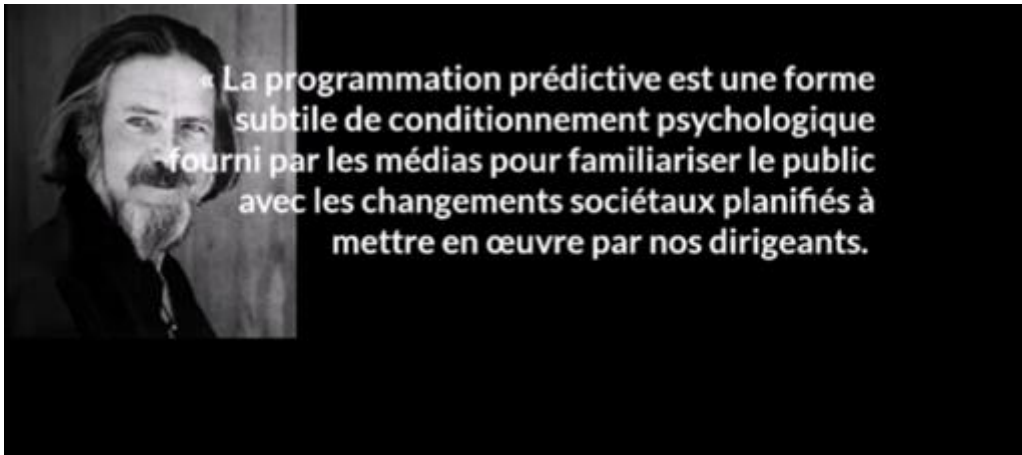 « La programmation prédictive est une forme
subtile de conditionnement psychologique
fourni par les médias pour familiariser le public
avec les changements sociétaux planifiés à
mettre en œuvre par nos dirigeants.